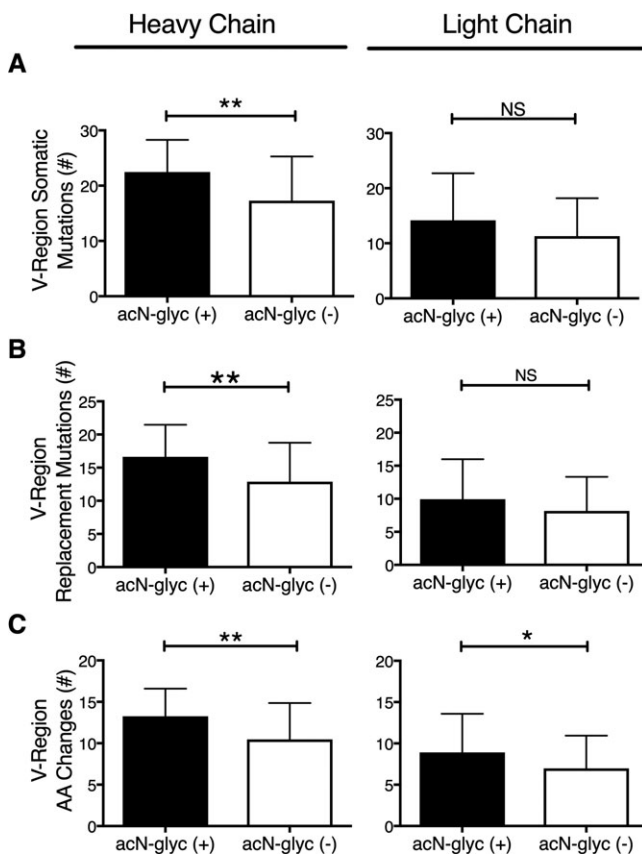 Heavy Chain
Light Chain
A
V-Region Somatic
Mutations (#)
30
20
10
0
**
acN-glyc (+)
acN-glyc (-)
30
20
10
0
NS
acN-glyc (+)
acN-glyc (-)
B
V-Region
Replacement Mutations (#)
25
20
15
10
5
0
**
acN-glyc (+)
acN-glyc (-)
25
20
15
10
5
0
NS
acN-glyc (+)
acN-glyc (-)
C
V-Region
AA Changes (#)
20
15
10
5
0
**
acN-glyc (+)
acN-glyc (-)
20
15
10
5
0
*
acN-glyc (+)
acN-glyc (-)